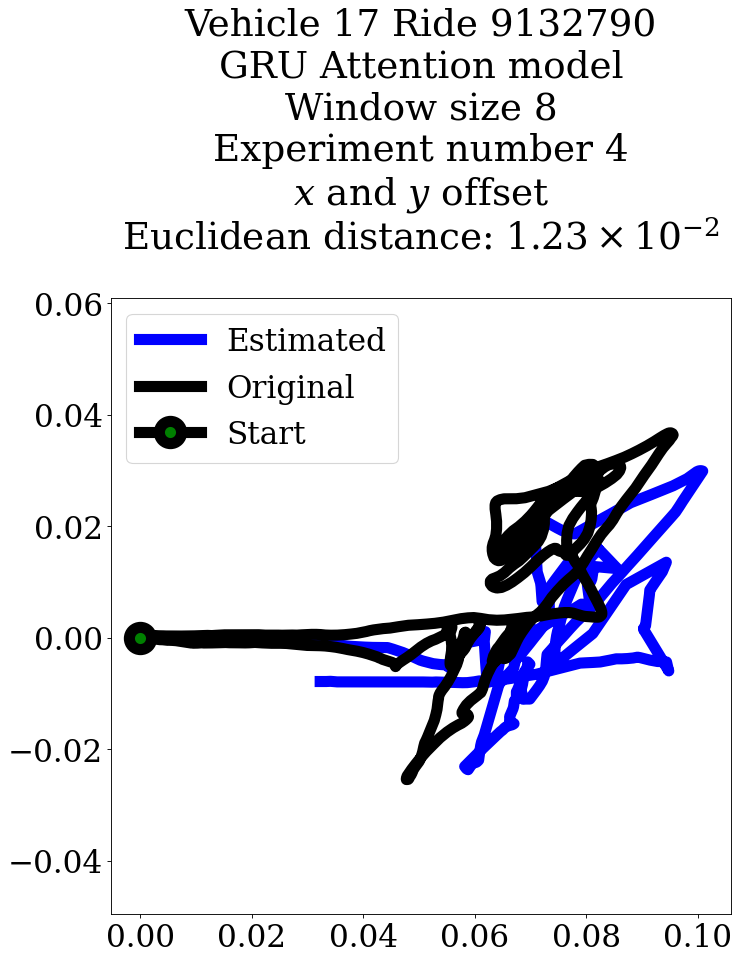 Vehicle 17 Ride 9132790
GRU Attention model
Window size 8
Experiment number 4
x and y offset
Euclidean distance: 1.23 × 10⁻²
0.06
0.04
0.02
0.00
−0.02
−0.04
Estimated
Original
Start
0.00 0.02 0.04 0.06 0.08 0.10